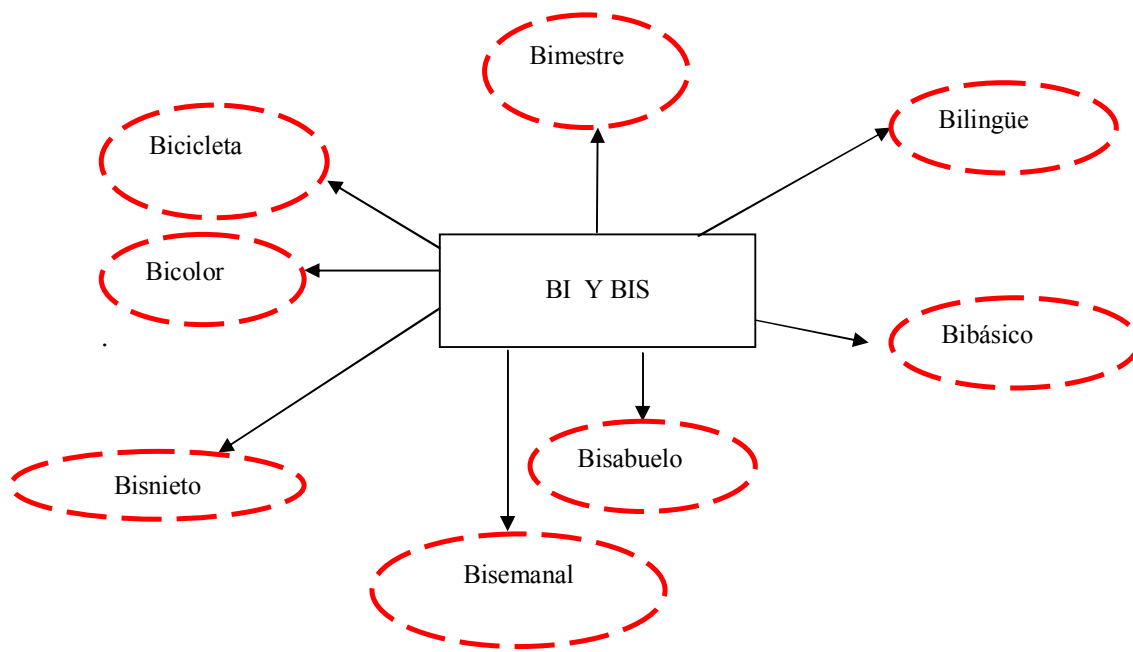 Bimestre
Bilingüe
Bicicleta
Bicolor
BI Y BIS
Bibásico
.
Bisabuelo
Bisnieto
Bisemanal